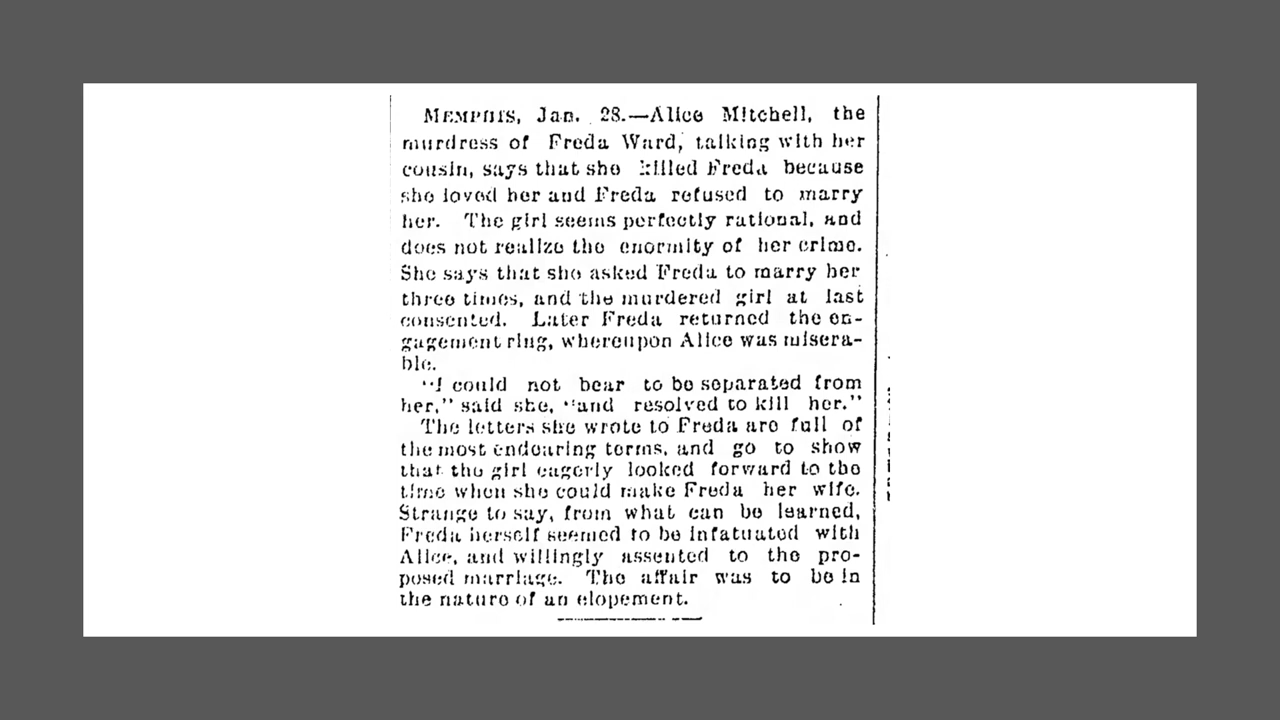 MEMPHIS, Jan. 28.—Alice Mitchell, the
murdress of Freda Ward, talking with her
cousin, says that she killed Freda because
she loved her and Freda refused to marry
her. The girl seems perfectly rational, and
does not realize the enormity of her crime.
She says that she asked Freda to marry her
three times, and the murdered girl at last
consented. Later Freda returned the en-
gagement ring, whereupon Alice was misera-
ble.
"I could not bear to be separated from
her," said she, "and resolved to kill her."
The letters she wrote to Freda are full of
the most endearing terms, and go to show
that the girl eagerly looked forward to the
time when she could make Freda her wife.
Strange to say, from what can be learned,
Freda herself seemed to be infatuated with
Alice, and willingly assented to the pro-
posed marriage. The affair was to be in
the nature of an elopement.